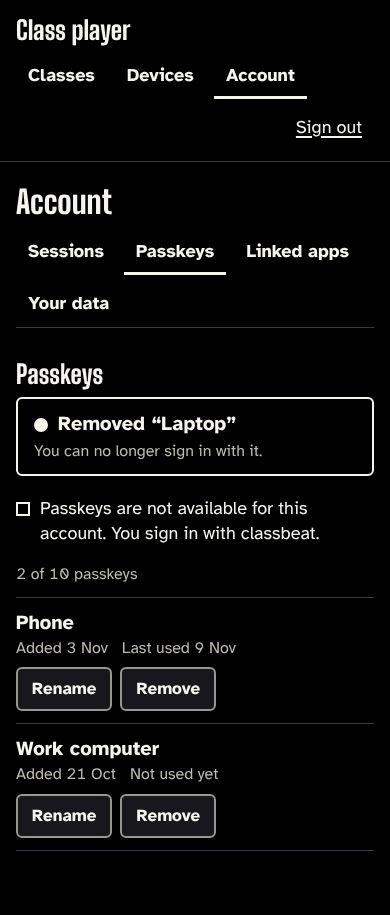 Class player
Classes Devices Account
Sign out
Account
Sessions Passkeys Linked apps
Your data
Passkeys
Removed “Laptop”
You can no longer sign in with it.
Passkeys are not available for this
account. You sign in with classbeat.
2 of 10 passkeys
Phone
Added 3 Nov Last used 9 Nov
Rename Remove
Work computer
Added 21 Oct Not used yet
Rename Remove